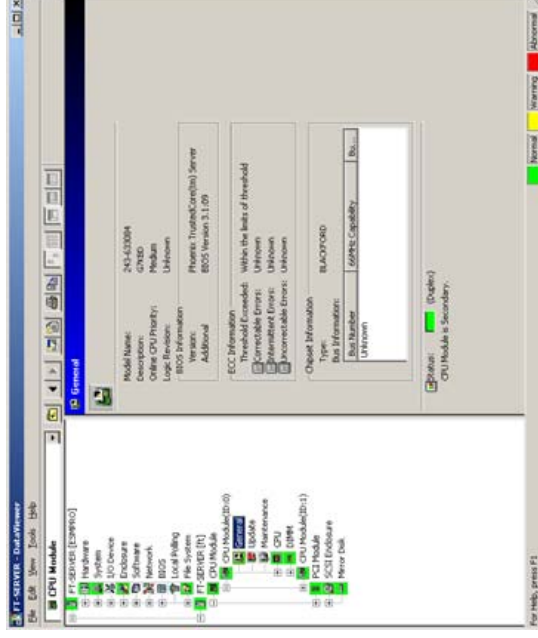 FT-SERVER - DataViewer
File Edit View Tools Help
CPU Module
FT-SERVER [ESMPRO]
Hardware
System
I/O Device
Enclosure
Software
Network
BIOS
Local Polling
File System
FT-SERVER [ft]
CPU Module
CPU Module(ID:0)
General
Update
Maintenance
CPU
DIMM
CPU Module(ID:1)
PCI Module
SCSI Enclosure
Mirror Disk
General
Model Name: 243-633084
Description:
Online CPU Priority: Medium
Logic Revision: Unknown
BIOS Information
Version: Phoenix TrustedCore(tm) Server
Additional BIOS Version 3.1:09
ECC Information
Threshold Exceeded: Within the limits of threshold
Correctable Errors: Unknown
Intermittent Errors: Unknown
Uncorrectable Errors: Unknown
Chipset Information
Type: BLACKFORD
Bus Information:
Bus Number 66MHz Capability Bu...
Unknown
Status: (Duplex)
CPU Module is Secondary.
For Help, press F1
Normal Warning Abnormal